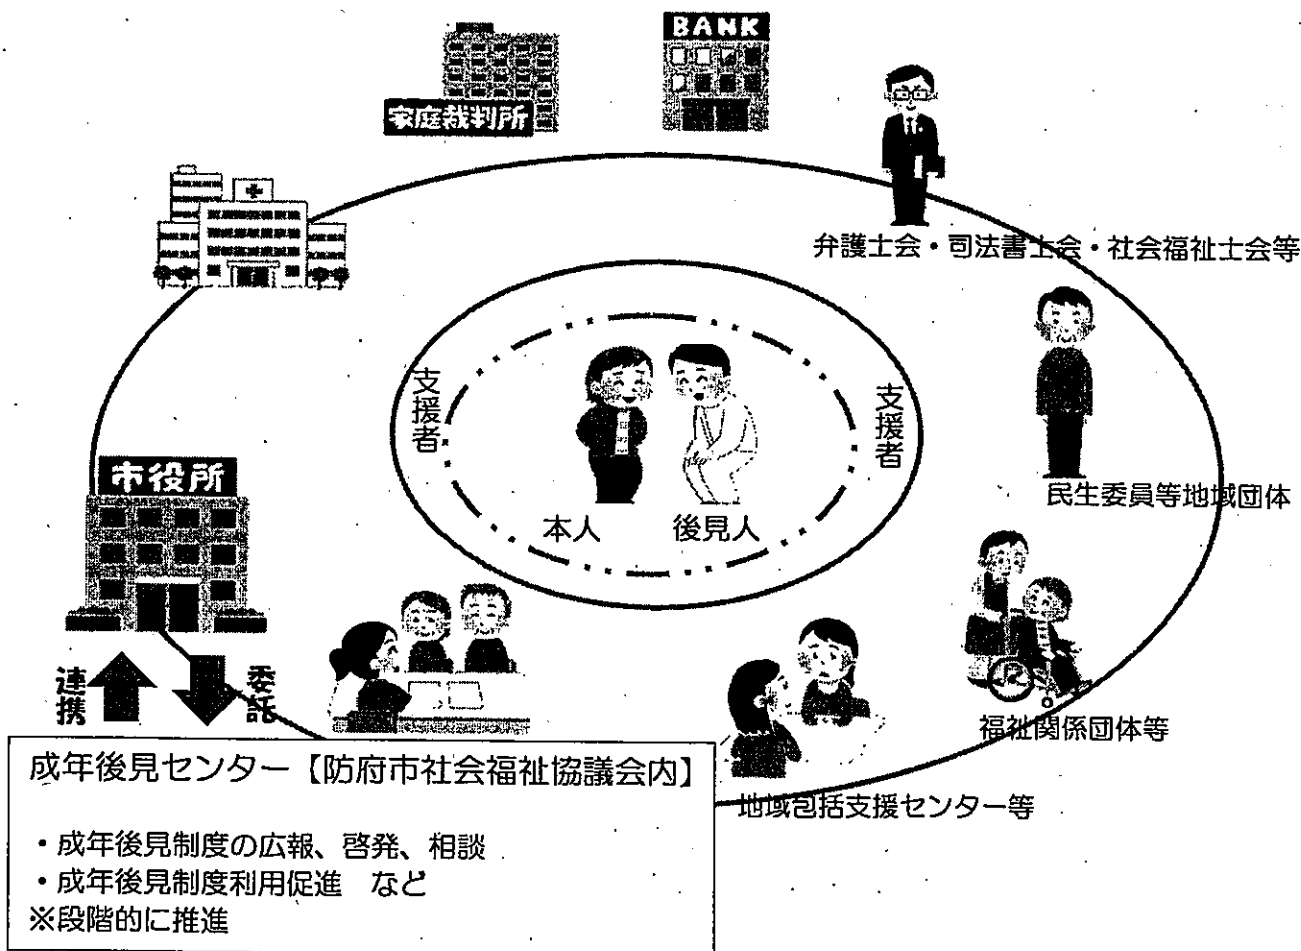 BANK
家庭裁判所
弁護士会・司法書士会・社会福祉士会等
支援者
支援者
本人
後見人
民生委員等地域団体
市役所
連携
委託
福祉関係団体等
地域包括支援センター等
成年後見センター【防府市社会福祉協議会内】
・成年後見制度の広報、啓発、相談
・成年後見制度利用促進　など
※段階的に推進